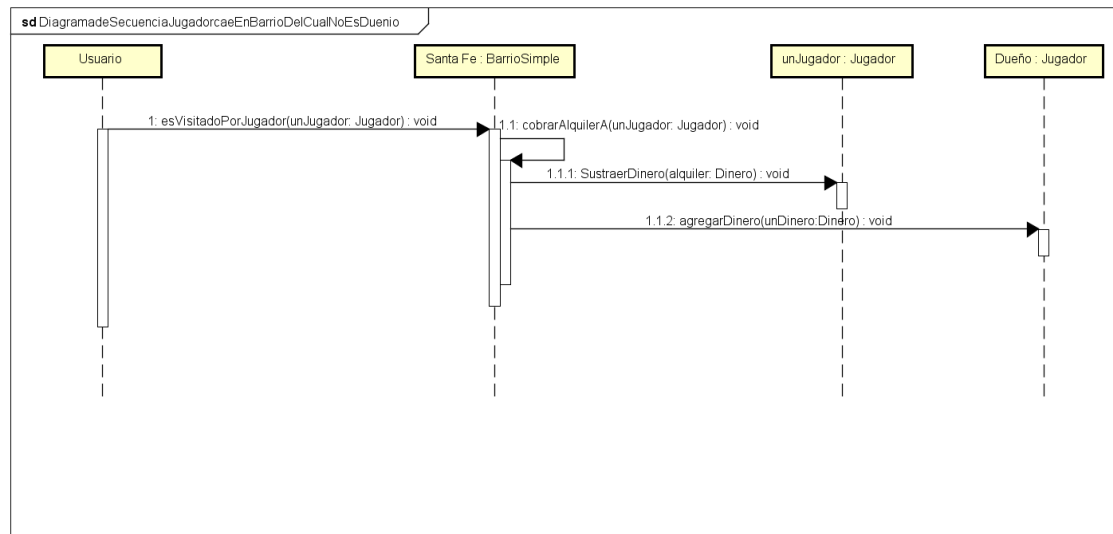 sd DiagramadeSecuenciaJugadorcaeEnBarrioDelCualNoEsDuenio
Usuario
Santa Fe : BarrioSimple
unJugador : Jugador
Dueño : Jugador
1: esVisitadoPorJugador(unJugador: Jugador) : void
1.1: cobrarAlquilerA(unJugador: Jugador) : void
1.1.1: SustraerDinero(alquiler: Dinero) : void
1.1.2: agregarDinero(unDinero:Dinero) : void